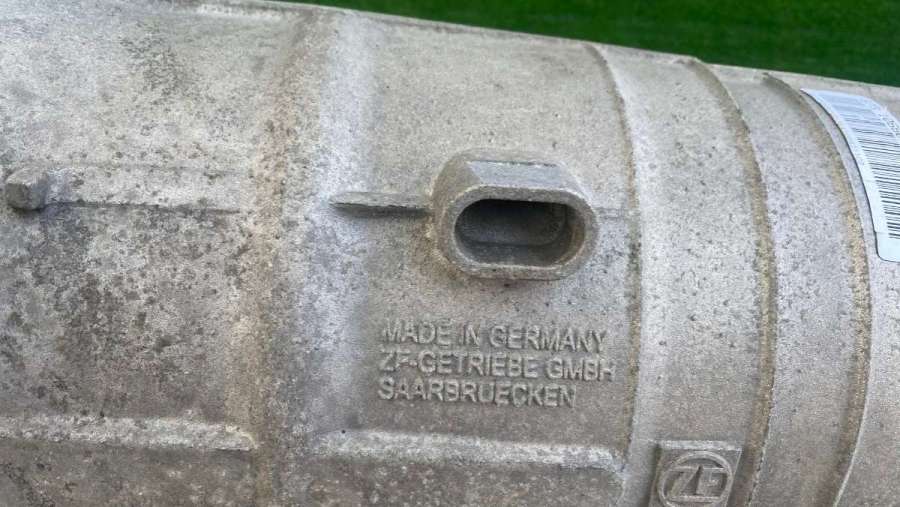 MADE IN GERMANY
ZF-GETRIEBE GMBH
SAARBRUECKEN
ZF